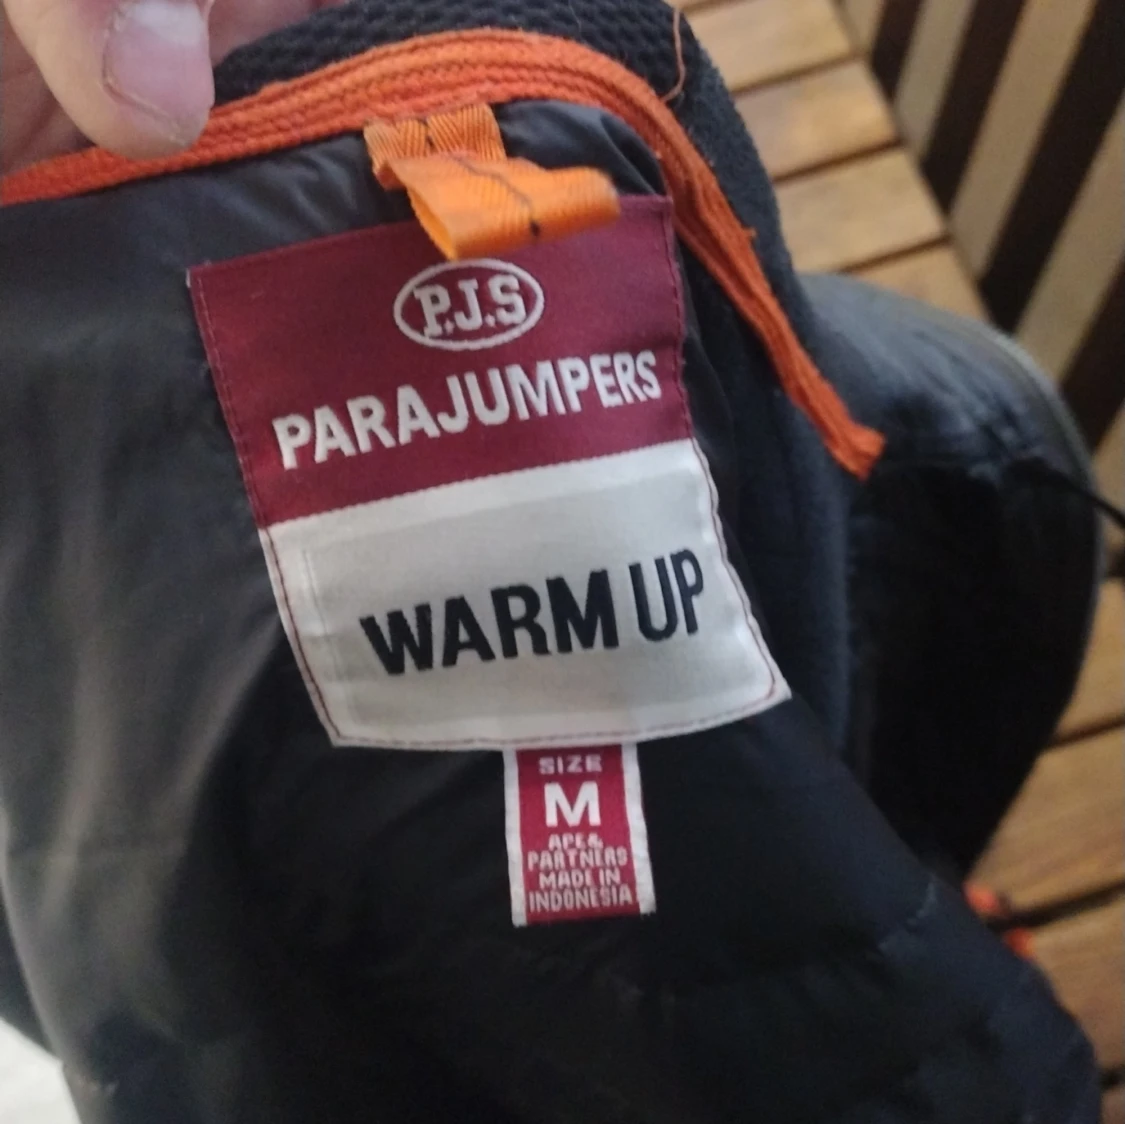 P.J.S
PARAJUMPERS
WARM UP
SIZE
M
APE &
PARTNERS
MADE IN
INDONESIA